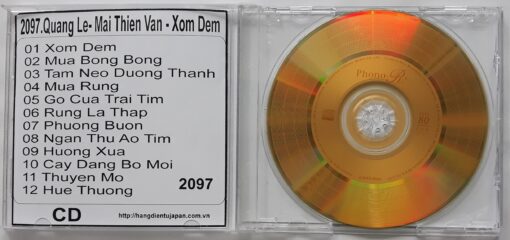 2097.Quang Le- Mai Thien Van - Xom Dem
01 Xom Dem
02 Mua Bong Bong
03 Tam Neo Duong Thanh
04 Mua Rung
05 Go Cua Trai Tim
06 Rung La Thap
07 Phuong Buon
08 Ngan Thu Ao Tim
09 Huong Xua
10 Cay Dang Bo Moi
11 Thuyen Mo
12 Hue Thuong
2097
CD
http://hangdientujapan.com.vn/
Phono-R
80